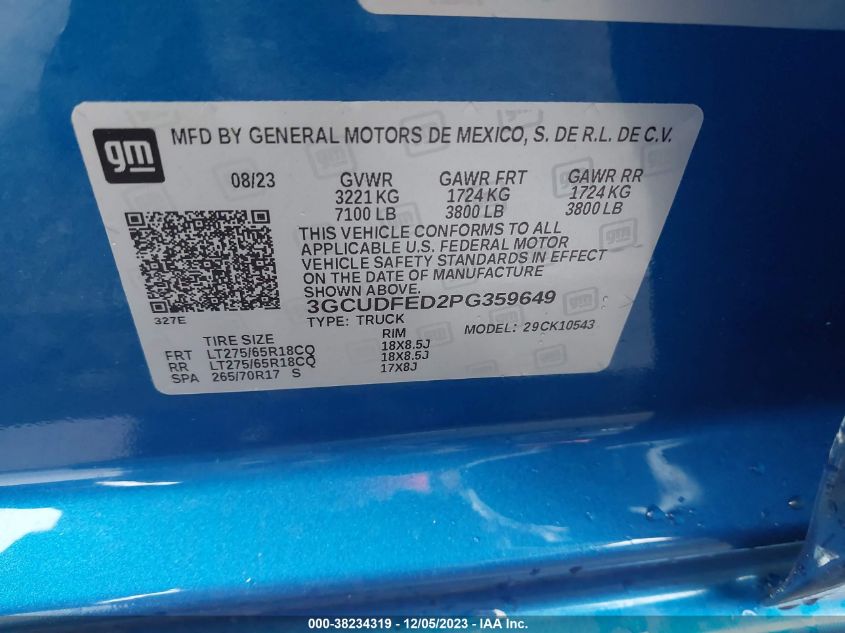 gm
MFD BY GENERAL MOTORS DE MEXICO, S. DE R.L. DE C.V.
08/23 GVWR GAWR FRT GAWR RR
3221 KG 1724 KG 1724 KG
7100 LB 3800 LB 3800 LB
THIS VEHICLE CONFORMS TO ALL
APPLICABLE U.S. FEDERAL MOTOR
VEHICLE SAFETY STANDARDS IN EFFECT
ON THE DATE OF MANUFACTURE
SHOWN ABOVE.
3GCUDFED2PG359649
327E TYPE: TRUCK MODEL: 29CK10543
TIRE SIZE RIM
FRT LT275/65R18CQ 18X8.5J
RR LT275/65R18CQ 18X8.5J
SPA 265/70R17 S 17X8J
000-38234319 - 12/05/2023 - IAA Inc.